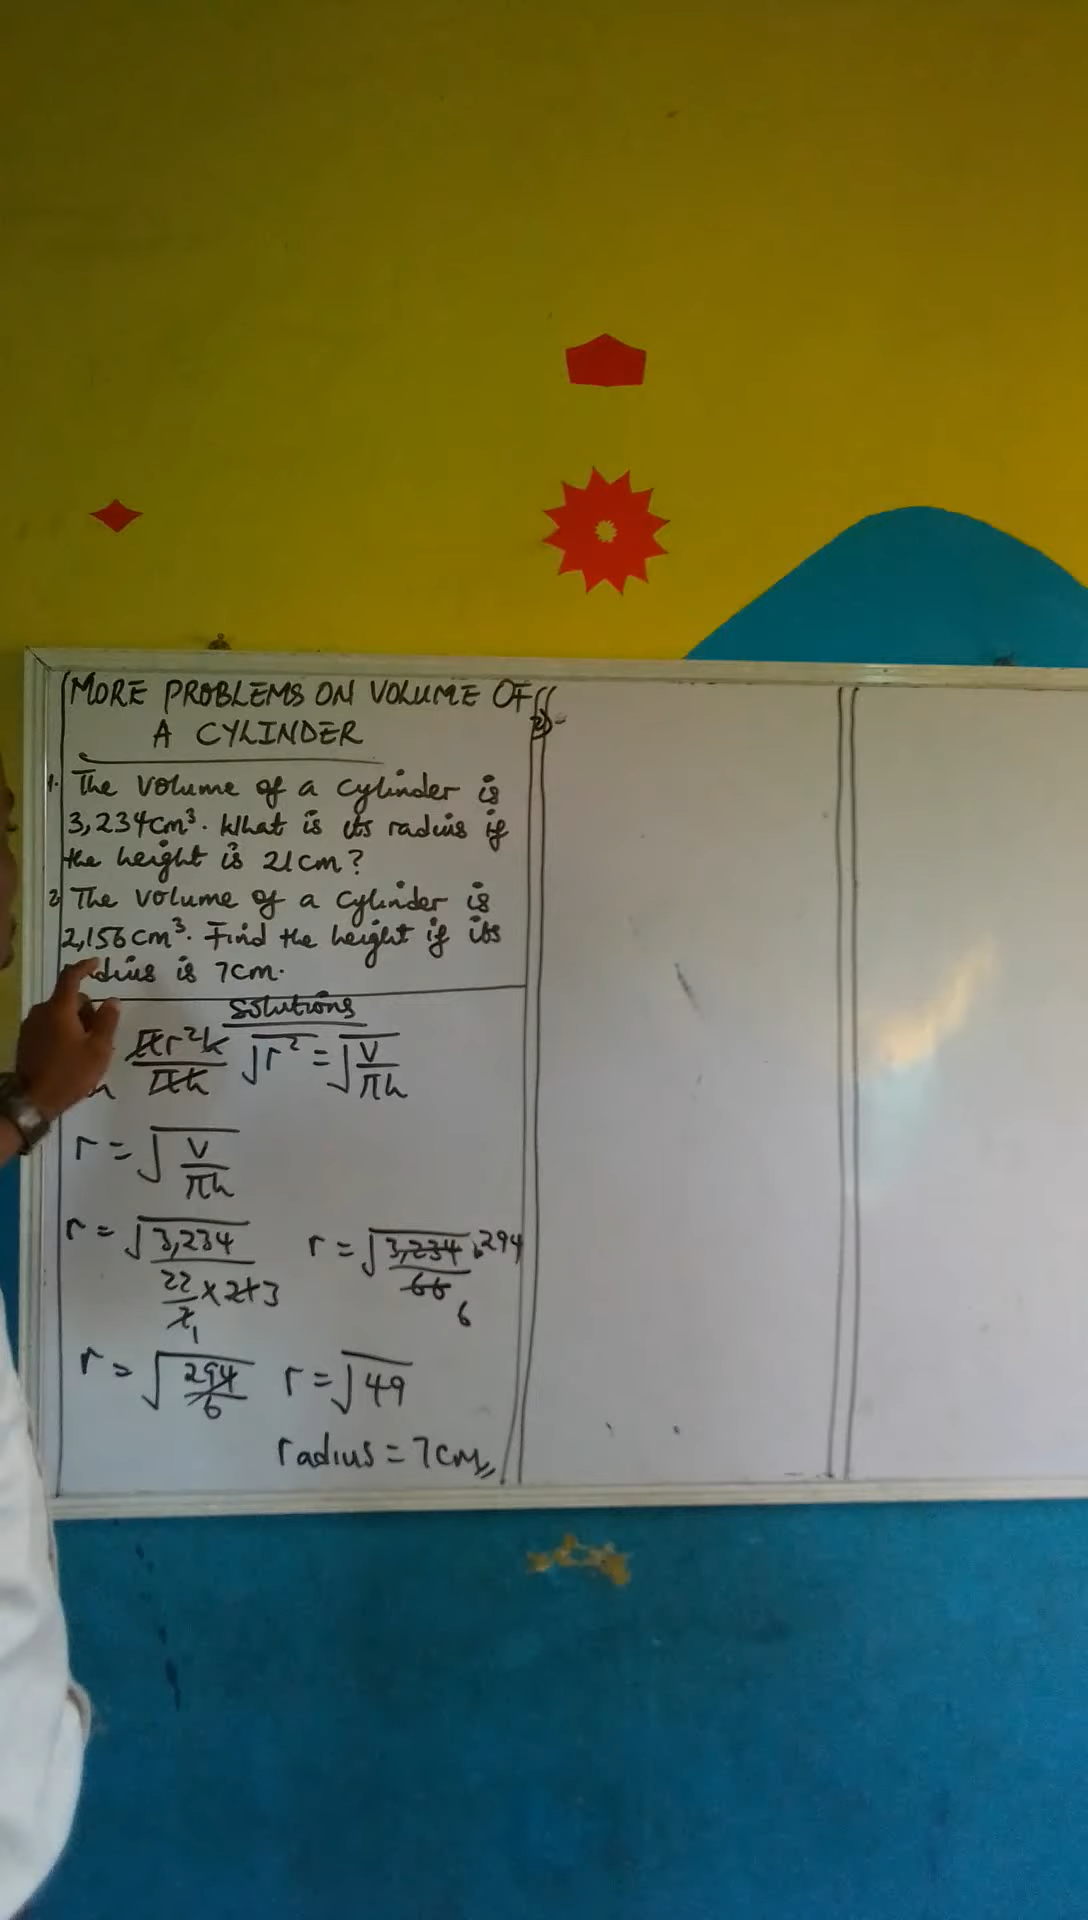 MORE PROBLEMS ON VOLUME OF
A CYLINDER
1. The volume of a cylinder is
3,234cm³. What is its radius if
the height is 21cm?
2 The volume of a cylinder is
2,156cm³. Find the height if its
radius is 7cm.
Solutions
πr²h/πh √r² = √V/πh
r = √V/πh
r = √3,234 / 22/7 × 21 3
1
r = √3,234 / 66 294
6
r = √294/6 r = √49
radius = 7cm
2)